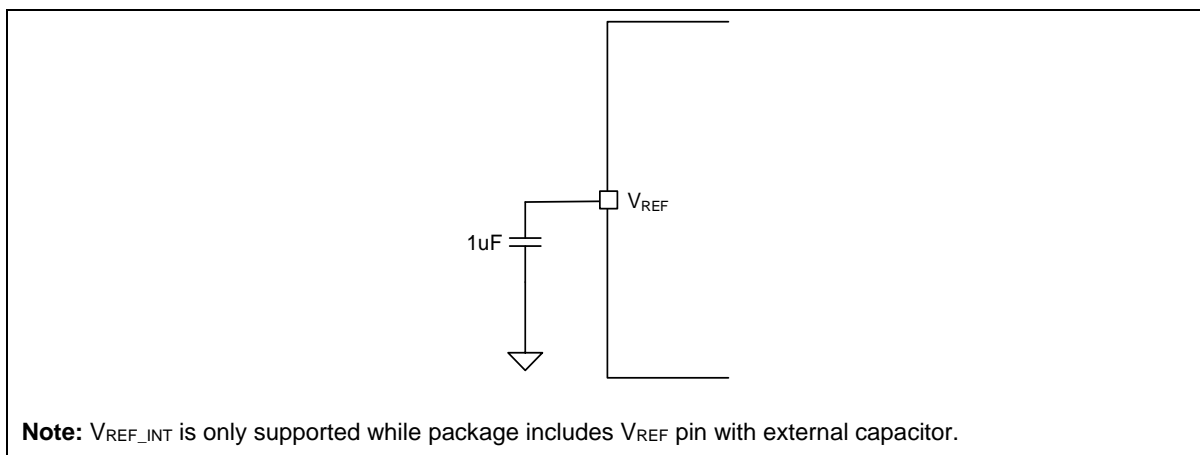 VREF
1uF
Note: VREF_INT is only supported while package includes VREF pin with external capacitor.